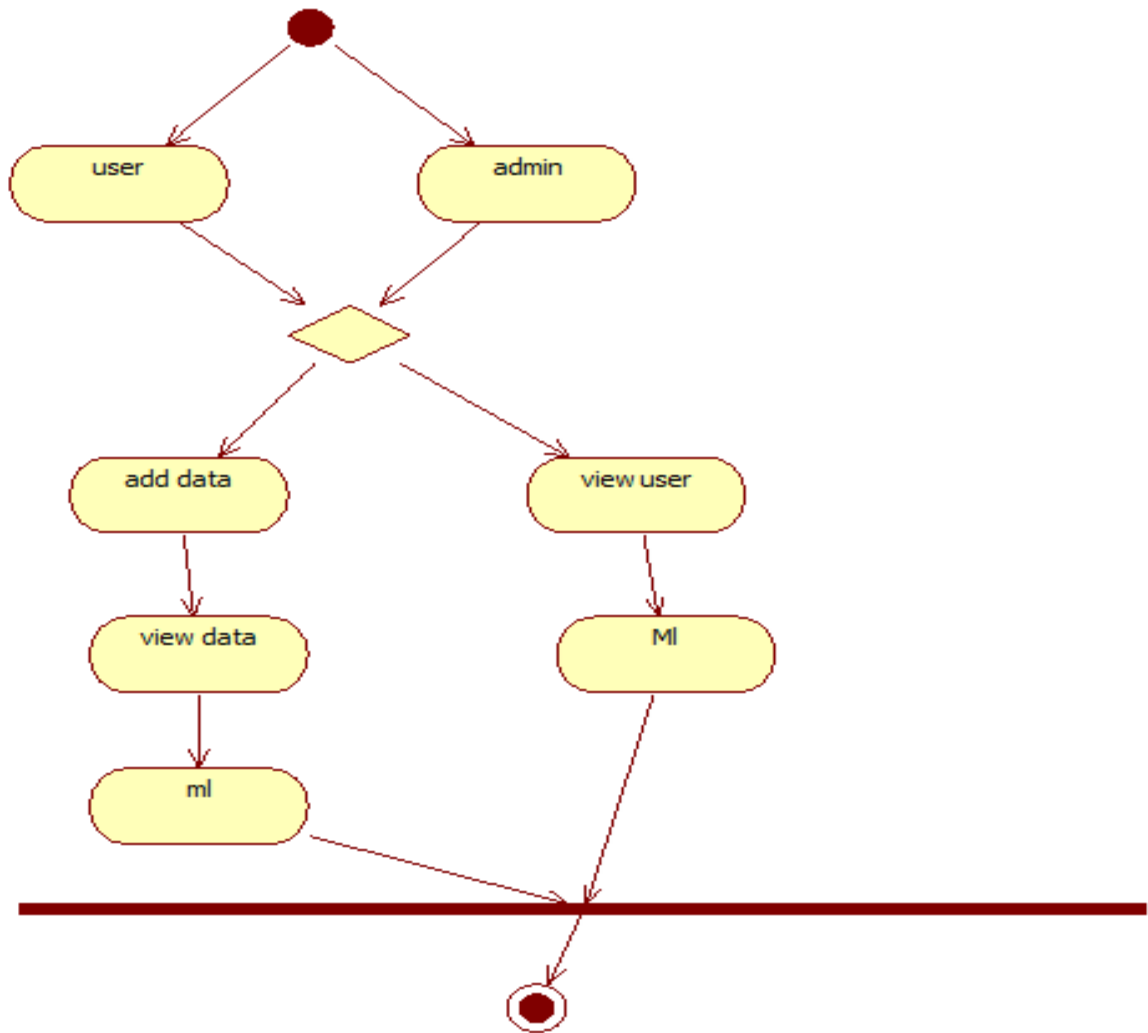 user
admin
add data
view user
view data
Ml
ml